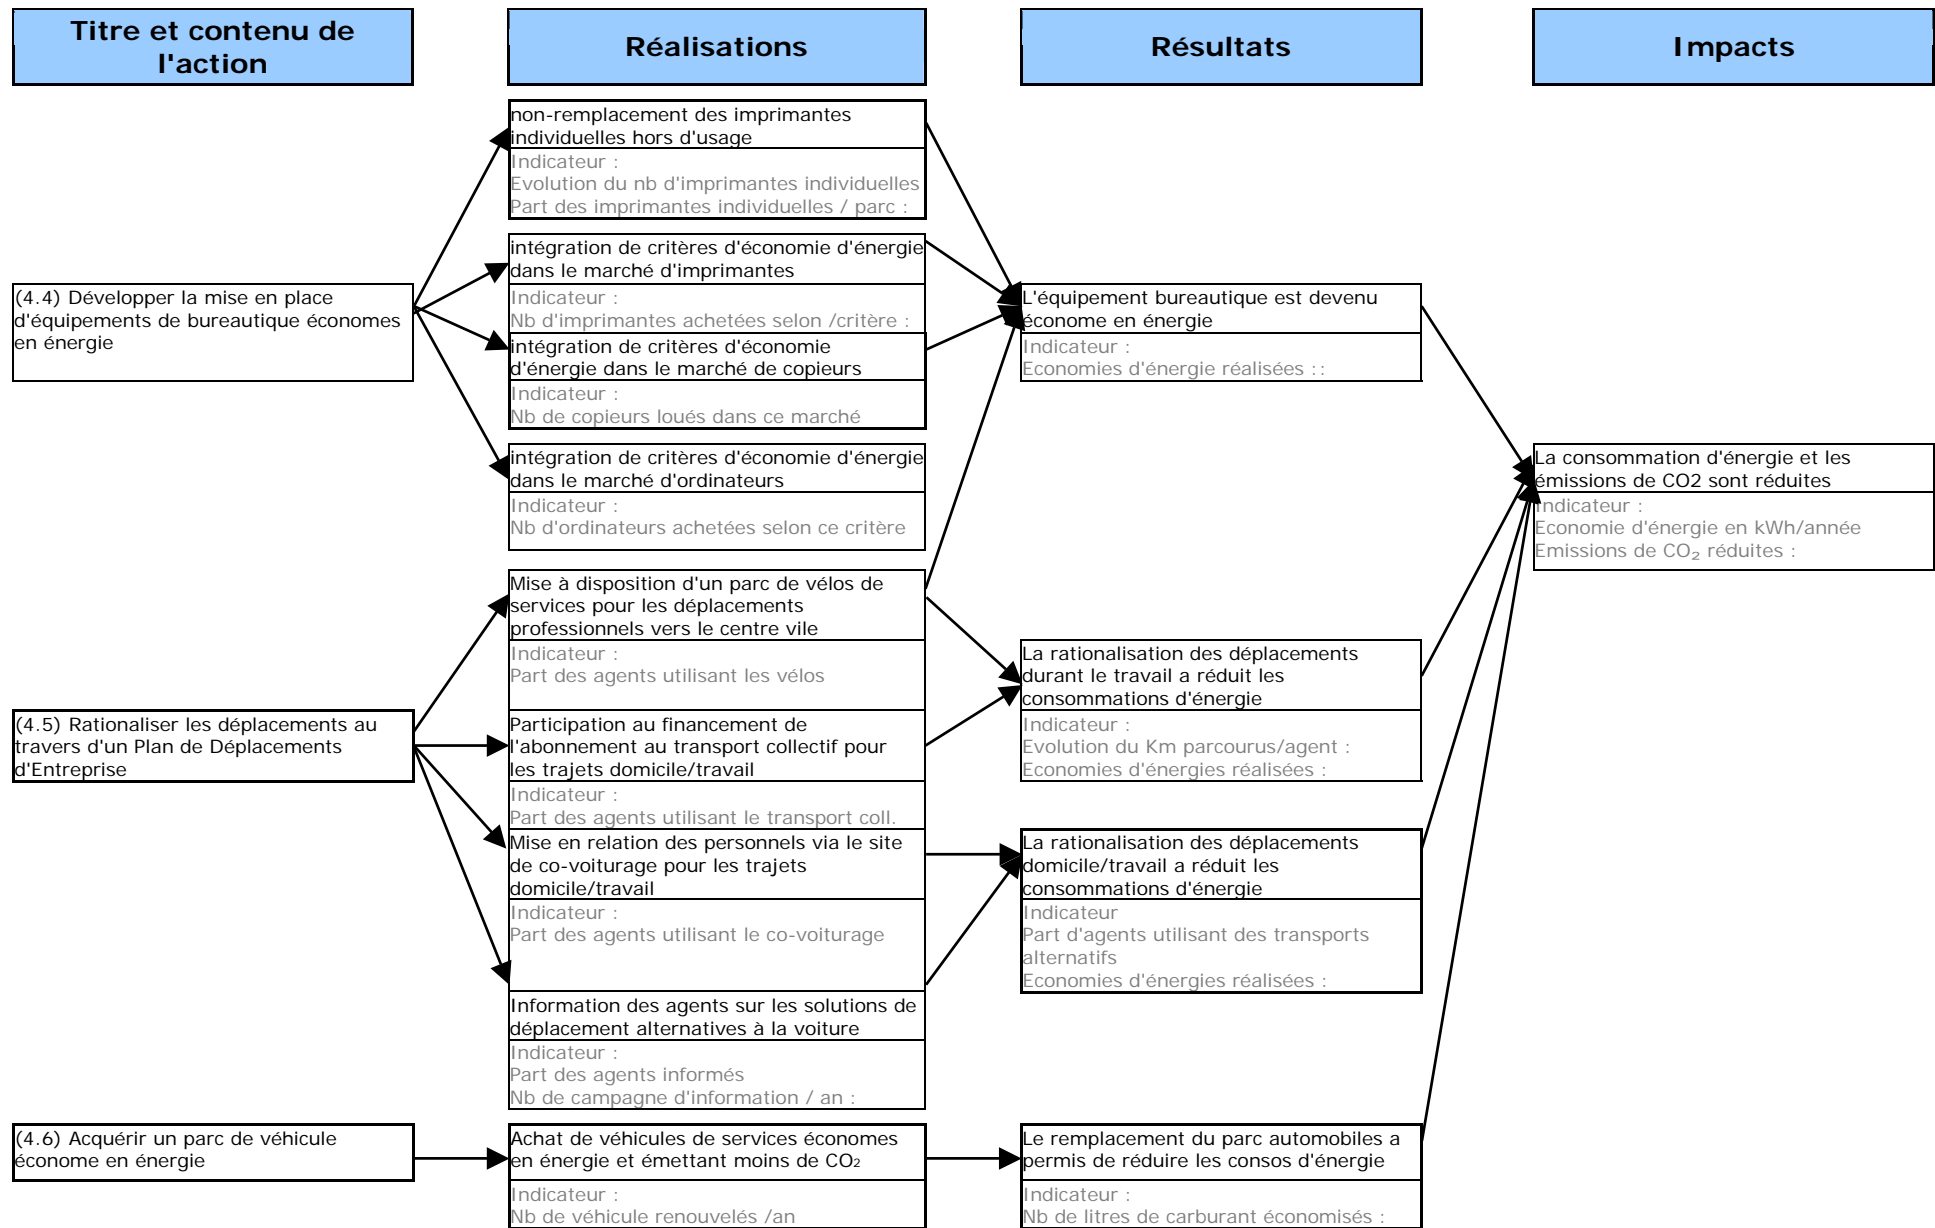 Titre et contenu de
l'action
Réalisations
Résultats
Impacts
(4.4) Développer la mise en place
d'équipements de bureautique économes
en énergie
non-remplacement des imprimantes
individuelles hors d'usage
Indicateur :
Evolution du nb d'imprimantes individuelles
Part des imprimantes individuelles / parc :
intégration de critères d'économie d'énergie
dans le marché d'imprimantes
Indicateur :
Nb d'imprimantes achetées selon /critère :
intégration de critères d'économie
d'énergie dans le marché de copieurs
Indicateur :
Nb de copieurs loués dans ce marché
intégration de critères d'économie d'énergie
dans le marché d'ordinateurs
Indicateur :
Nb d'ordinateurs achetées selon ce critère
L'équipement bureautique est devenu
économe en énergie
Indicateur :
Economies d'énergie réalisées ::
La consommation d'énergie et les
émissions de CO2 sont réduites
Indicateur :
Economie d'énergie en kWh/année
Emissions de CO₂ réduites :
(4.5) Rationaliser les déplacements au
travers d'un Plan de Déplacements
d'Entreprise
Mise à disposition d'un parc de vélos de
services pour les déplacements
professionnels vers le centre vile
Indicateur :
Part des agents utilisant les vélos
Participation au financement de
l'abonnement au transport collectif pour
les trajets domicile/travail
Indicateur :
Part des agents utilisant le transport coll.
Mise en relation des personnels via le site
de co-voiturage pour les trajets
domicile/travail
Indicateur :
Part des agents utilisant le co-voiturage
Information des agents sur les solutions de
déplacement alternatives à la voiture
Indicateur :
Part des agents informés
Nb de campagne d'information / an :
La rationalisation des déplacements
durant le travail a réduit les
consommations d'énergie
Indicateur :
Evolution du Km parcourus/agent :
Economies d'énergies réalisées :
La rationalisation des déplacements
domicile/travail a réduit les
consommations d'énergie
Indicateur
Part d'agents utilisant des transports
alternatifs
Economies d'énergies réalisées :
(4.6) Acquérir un parc de véhicule
économe en énergie
Achat de véhicules de services économes
en énergie et émettant moins de CO₂
Indicateur :
Nb de véhicule renouvelés /an
Le remplacement du parc automobiles a
permis de réduire les consos d'énergie
Indicateur :
Nb de litres de carburant économisés :